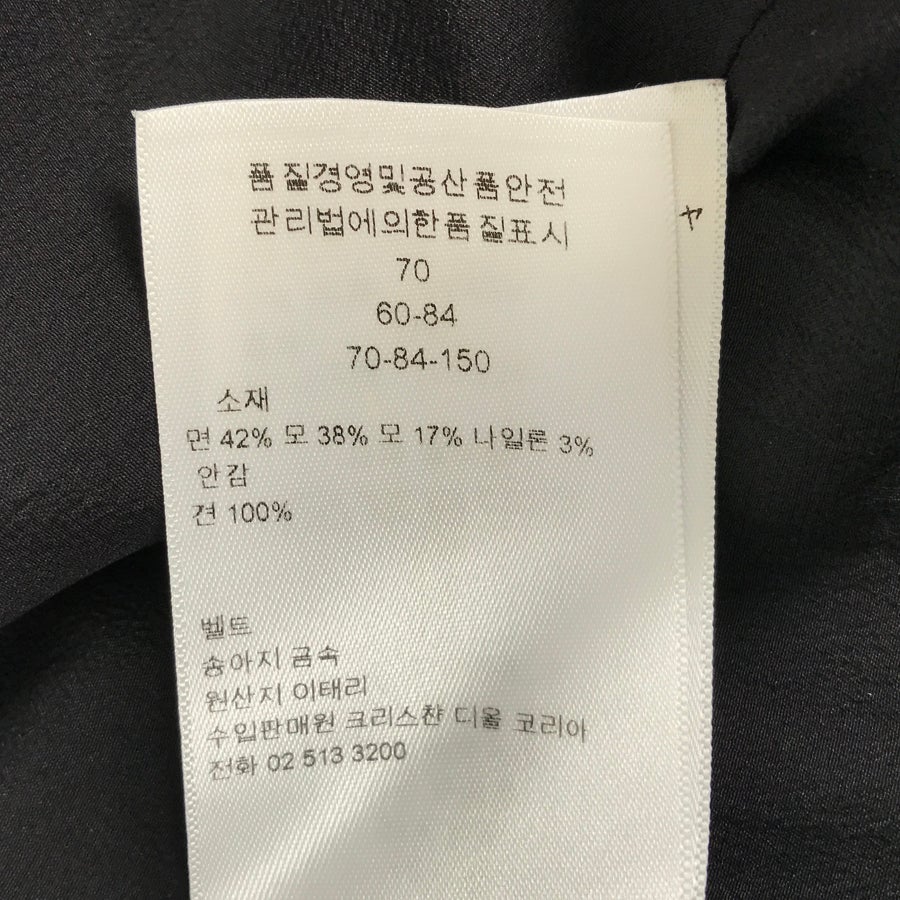 품질경영및공산품안전
관리법에의한품질표시
70
60-84
70-84-150
소재
면 42% 모 38% 모 17% 나일론 3%
안감
견 100%
벨트
송아지 금속
원산지 이태리
수입판매원 크리스챤 디올 코리아
전화 02 513 3200